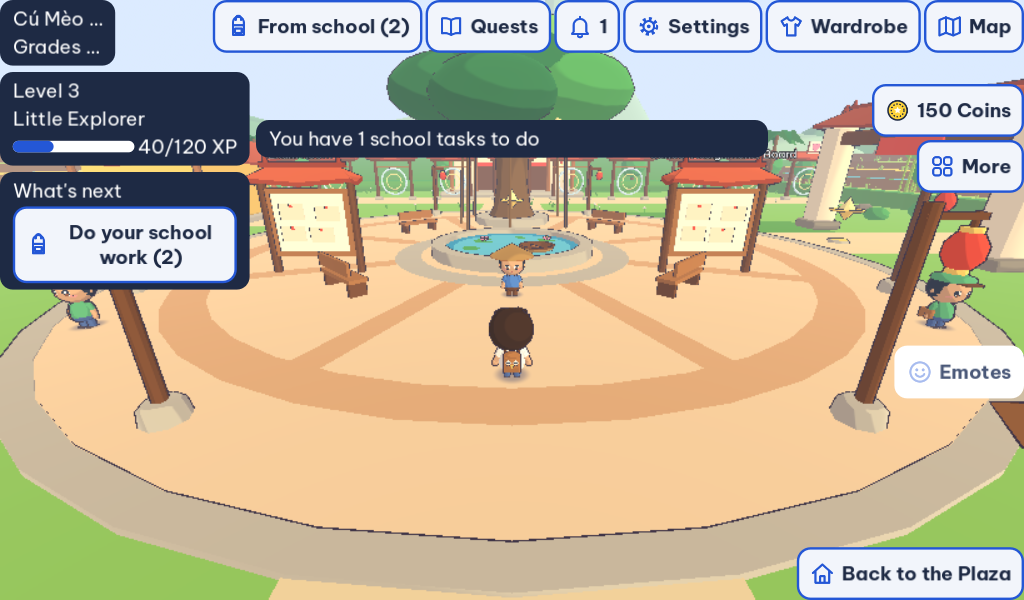 Cú Mèo ...
Grades ...
From school (2)
Quests
1
Settings
Wardrobe
Map
Level 3
Little Explorer
40/120 XP
You have 1 school tasks to do
150 Coins
More
What's next
Do your school
work (2)
Emotes
Back to the Plaza